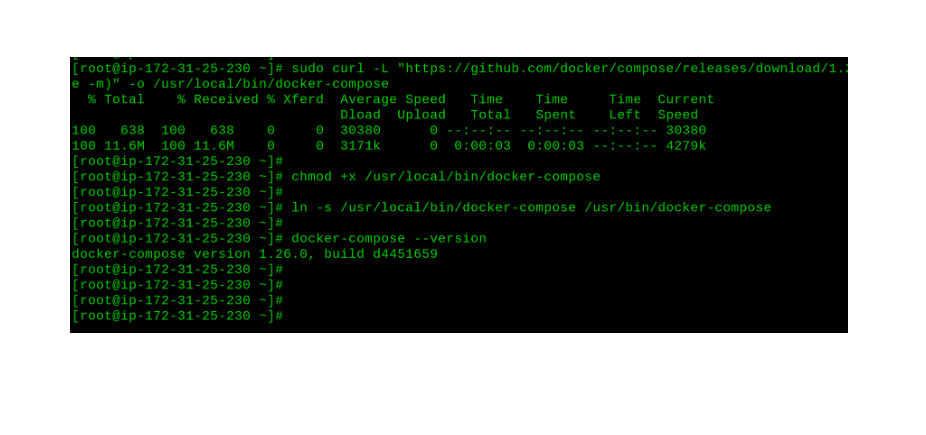 [root@ip-172-31-25-230 ~]# sudo curl -L "https://github.com/docker/compose/releases/download/1.2
e -m)" -o /usr/local/bin/docker-compose
  % Total    % Received % Xferd  Average Speed   Time    Time     Time  Current
                                 Dload  Upload   Total   Spent    Left  Speed
100   638  100   638    0     0  30380      0 --:--:-- --:--:-- --:--:-- 30380
100 11.6M  100 11.6M    0     0  3171k      0  0:00:03  0:00:03 --:--:-- 4279k
[root@ip-172-31-25-230 ~]#
[root@ip-172-31-25-230 ~]# chmod +x /usr/local/bin/docker-compose
[root@ip-172-31-25-230 ~]#
[root@ip-172-31-25-230 ~]# ln -s /usr/local/bin/docker-compose /usr/bin/docker-compose
[root@ip-172-31-25-230 ~]#
[root@ip-172-31-25-230 ~]# docker-compose --version
docker-compose version 1.26.0, build d4451659
[root@ip-172-31-25-230 ~]#
[root@ip-172-31-25-230 ~]#
[root@ip-172-31-25-230 ~]#
[root@ip-172-31-25-230 ~]#